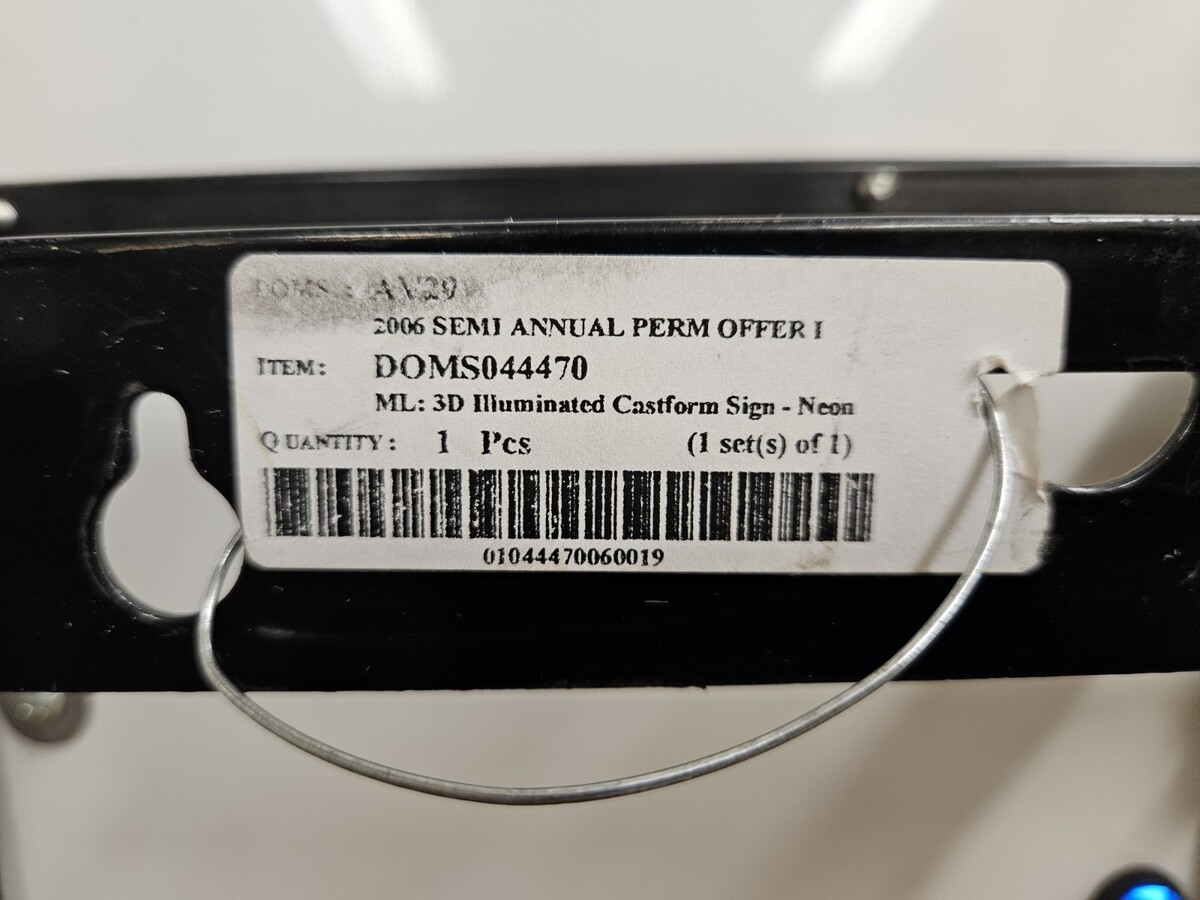 DOMS : AV29
2006 SEMI ANNUAL PERM OFFER I
ITEM: DOMS044470
ML: 3D Illuminated Castform Sign - Neon
QUANTITY: 1 Pcs (1 set(s) of 1)
01044470060019